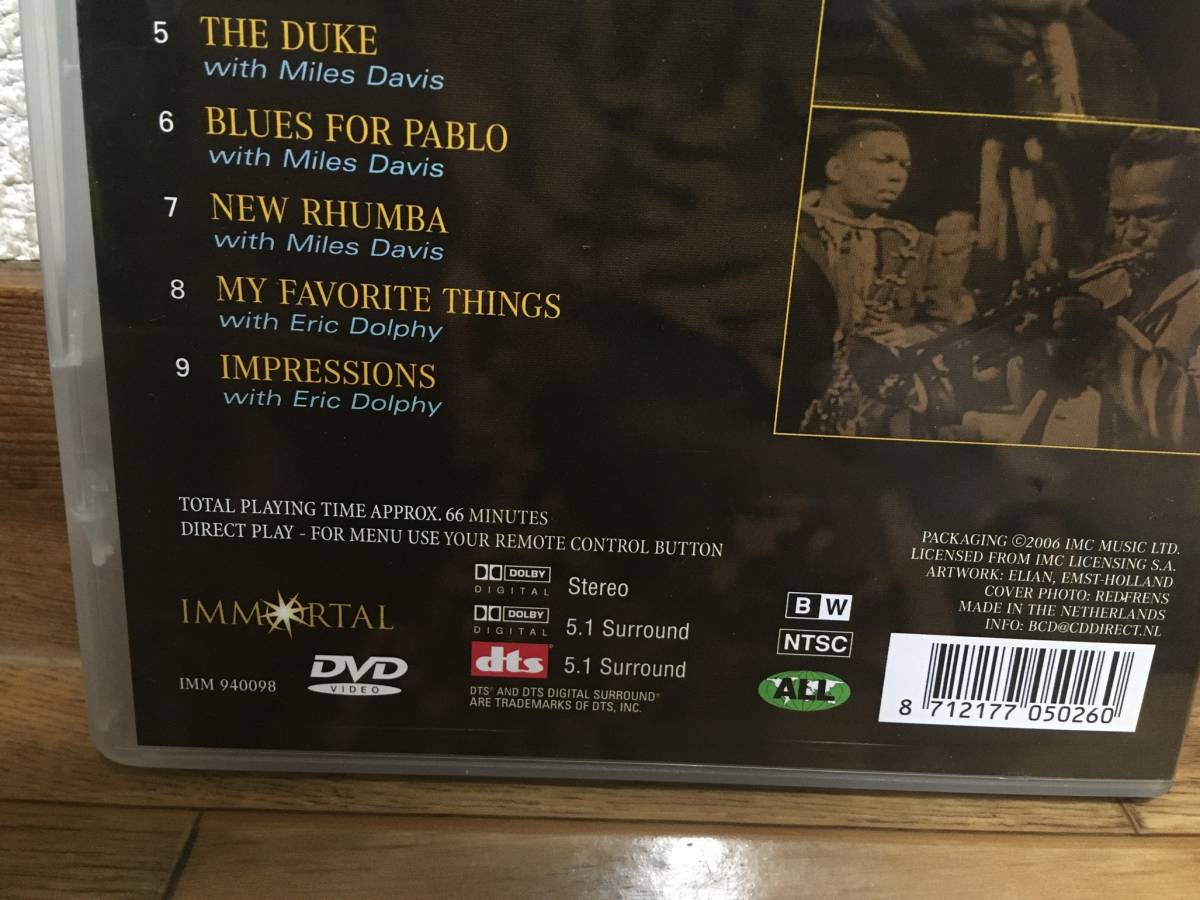 5 THE DUKE
with Miles Davis
6 BLUES FOR PABLO
with Miles Davis
7 NEW RHUMBA
with Miles Davis
8 MY FAVORITE THINGS
with Eric Dolphy
9 IMPRESSIONS
with Eric Dolphy
TOTAL PLAYING TIME APPROX. 66 MINUTES
DIRECT PLAY - FOR MENU USE YOUR REMOTE CONTROL BUTTON
IMMORTAL
IMM 940098
DVD
VIDEO
DOLBY
DIGITAL
Stereo
DOLBY
DIGITAL
5.1 Surround
dts
5.1 Surround
DTS® AND DTS DIGITAL SURROUND®
ARE TRADEMARKS OF DTS, INC.
B W
NTSC
ALL
PACKAGING ©2006 IMC MUSIC LTD.
LICENSED FROM IMC LICENSING S.A.
ARTWORK: ELIAN, EMST-HOLLAND
COVER PHOTO: REDFRENS
MADE IN THE NETHERLANDS
INFO: BCD@CDDIRECT.NL
8 712177 050260